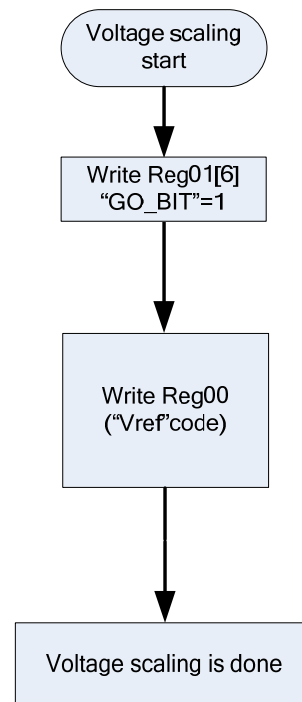 Voltage scaling
start
Write Reg01[6]
“GO_BIT”=1
Write Reg00
(“Vref”code)
Voltage scaling is done